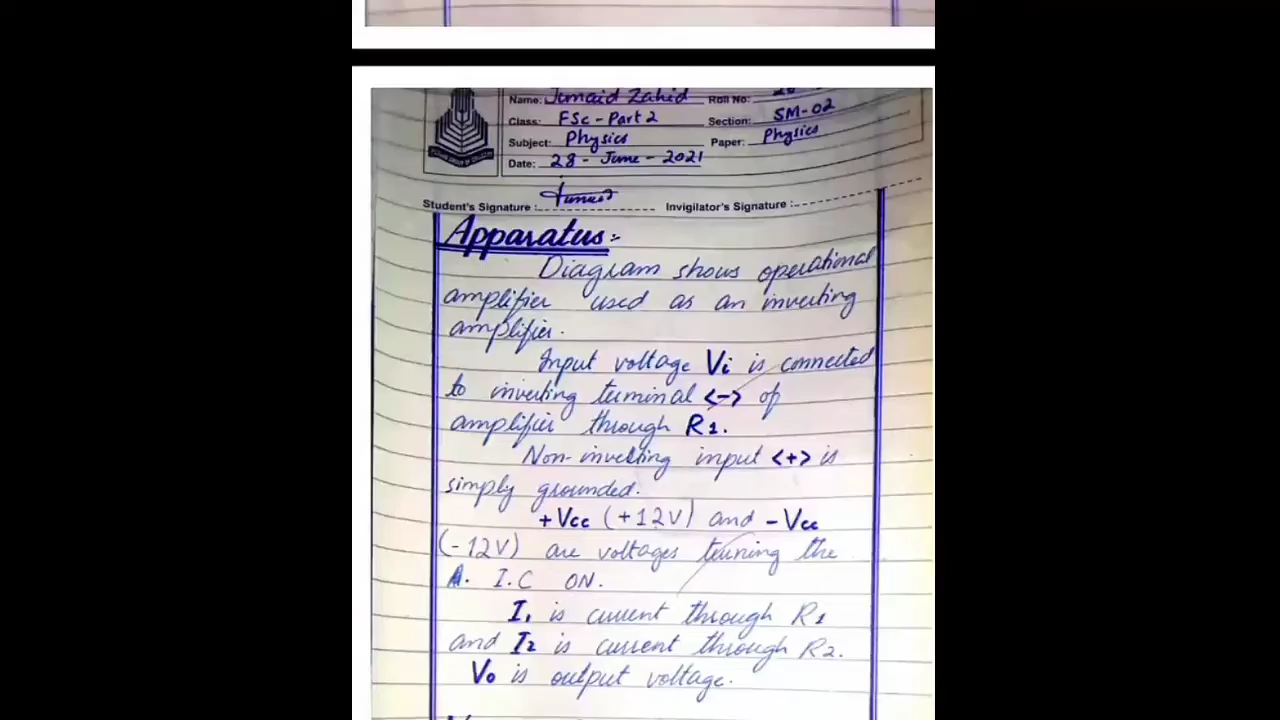 Name: Junaid Zahid Roll No:
Class: FSc - Part 2 Section: SM-02
Subject: Physics Paper: Physics
Date: 28 - June - 2021
Student's Signature : Invigilator's Signature :
Apparatus:-
Diagram shows operational
amplifier used as an inverting
amplifier.
Input voltage Vi is connected
to inverting terminal <-> of
amplifier through R1.
Non-inverting input <+> is
simply grounded.
+Vcc (+12V) and -Vcc
(-12V) are voltages turning the
I.C ON.
I1 is current through R1
and I2 is current through R2.
Vo is output voltage.